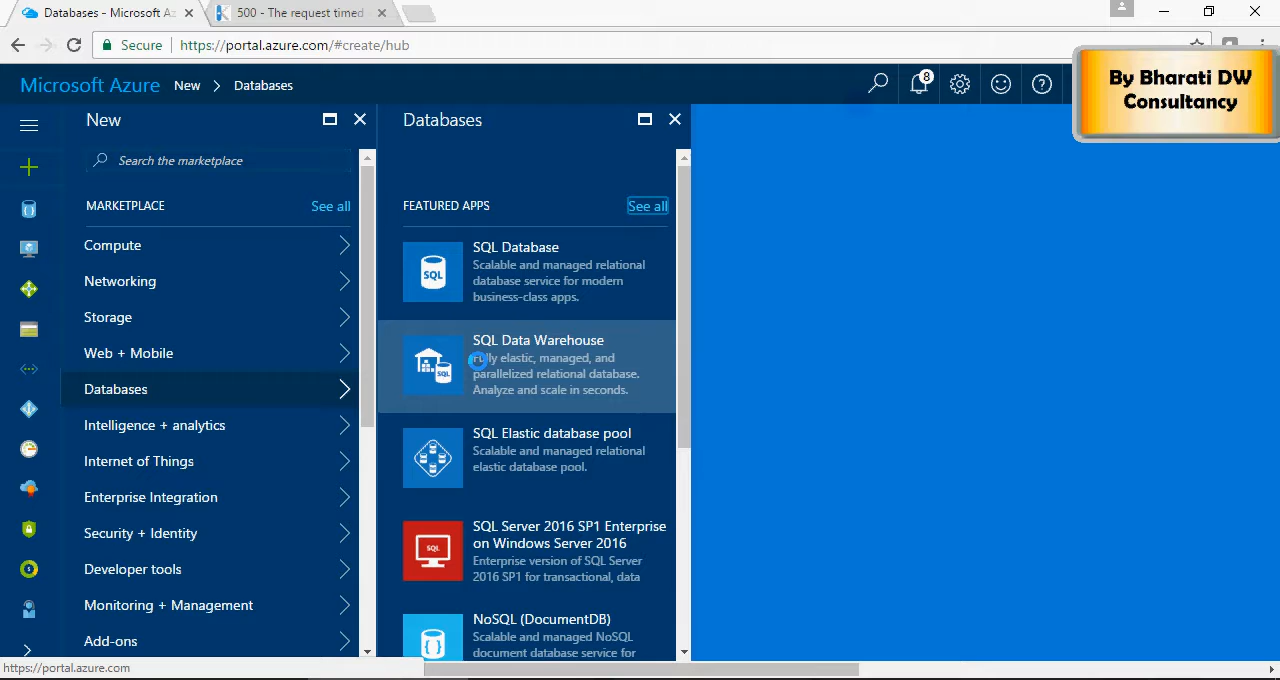 Databases - Microsoft Az
500 - The request timed
Secure
https://portal.azure.com/#create/hub
Microsoft Azure New > Databases
8
By Bharati DW
Consultancy
New
Search the marketplace
MARKETPLACE See all
Compute
Networking
Storage
Web + Mobile
Databases
Intelligence + analytics
Internet of Things
Enterprise Integration
Security + Identity
Developer tools
Monitoring + Management
Add-ons
Databases
FEATURED APPS See all
SQL
SQL Database
Scalable and managed relational
database service for modern
business-class apps.
SQL
SQL Data Warehouse
Fully elastic, managed, and
parallelized relational database.
Analyze and scale in seconds.
SQL Elastic database pool
Scalable and managed relational
elastic database pool.
SQL
SQL Server 2016 SP1 Enterprise
on Windows Server 2016
Enterprise version of SQL Server
2016 SP1 for transactional, data
NoSQL (DocumentDB)
Scalable and managed NoSQL
document database service for
https://portal.azure.com